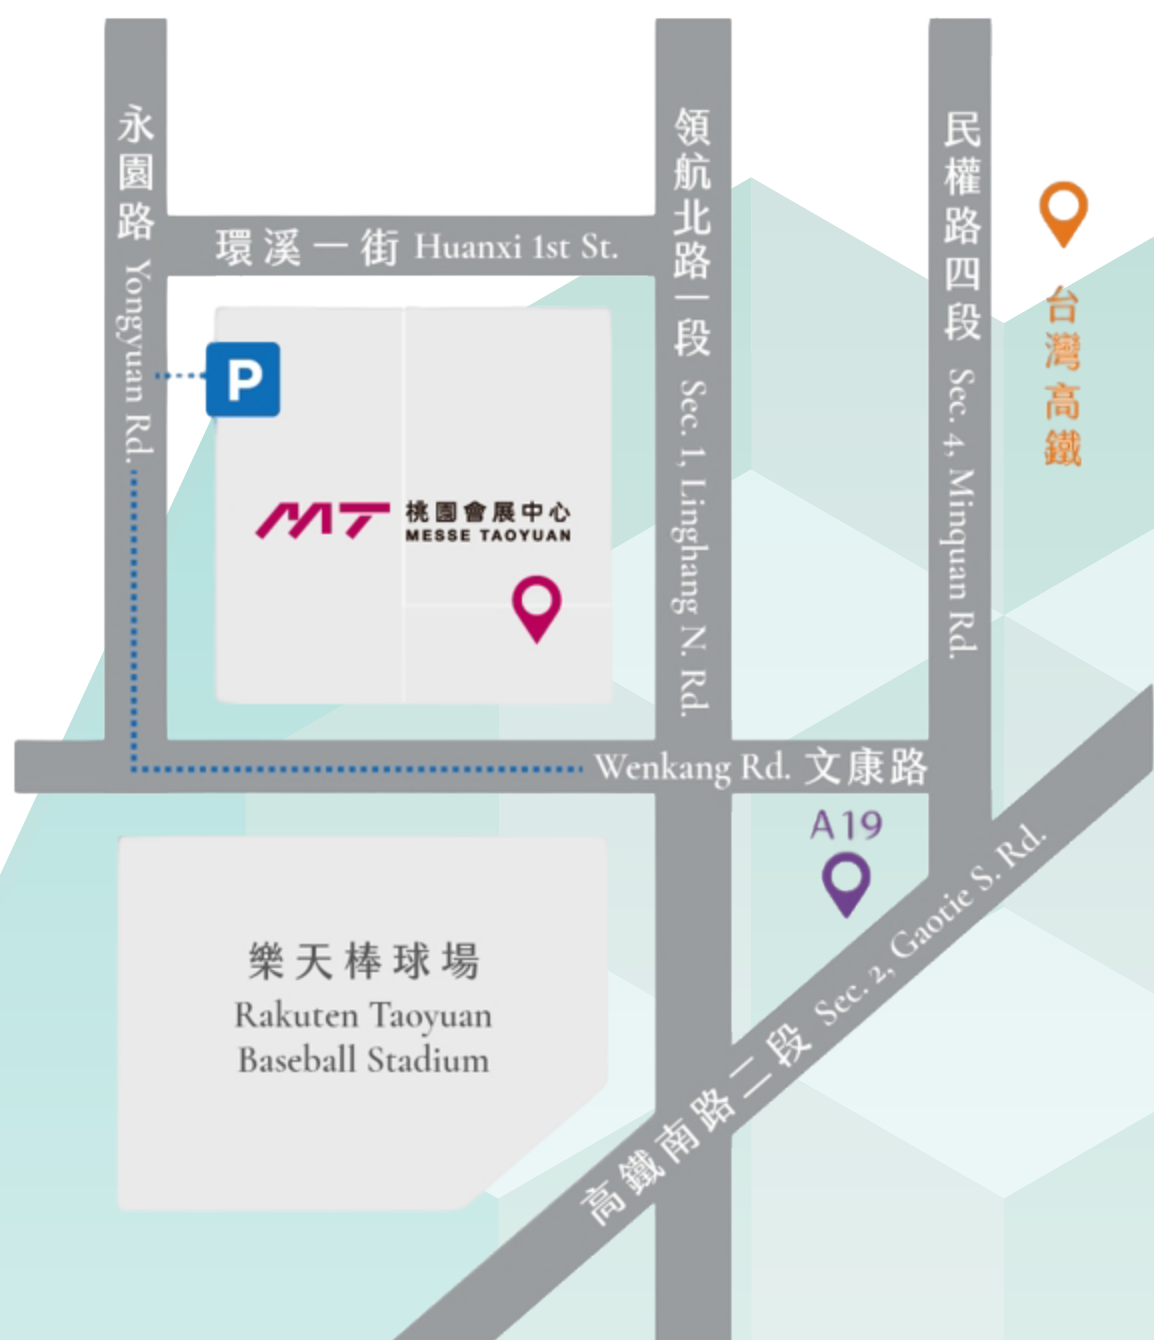 永園路 Yongyuan Rd.
環溪一街 Huanxi 1st St.
領航北路一段 Sec. 1, Linghang N. Rd.
民權路四段 Sec. 4, Minquan Rd.
台灣高鐵
P
MT 桃園會展中心
MESSE TAOYUAN
Wenkang Rd. 文康路
A19
樂天棒球場
Rakuten Taoyuan
Baseball Stadium
高鐵南路二段 Sec. 2, Gaotie S. Rd.